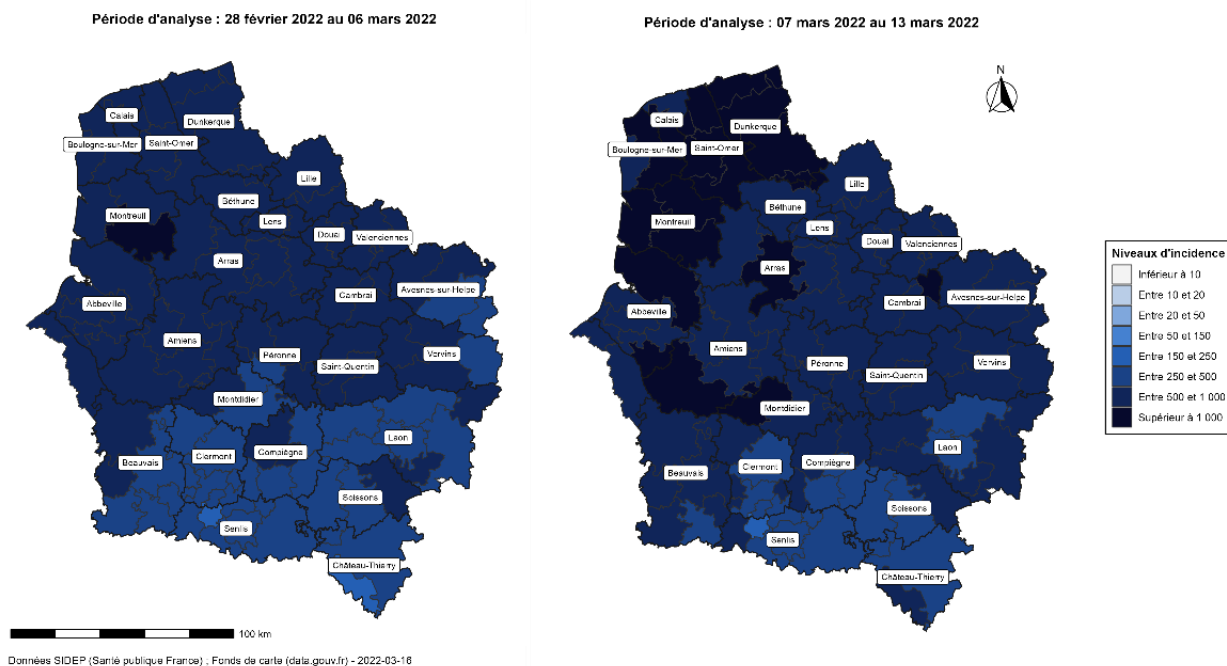 Période d'analyse : 28 février 2022 au 06 mars 2022
Calais
Dunkerque
Boulogne-sur-Mer
Saint-Omer
Lille
Béthune
Montreuil
Lens
Douai
Valenciennes
Arras
Avesnes-sur-Helpe
Cambrai
Abbeville
Amiens
Péronne
Vervins
Saint-Quentin
Montdidier
Laon
Clermont
Compiègne
Beauvais
Soissons
Senlis
Château-Thierry
100 km
Données SIDEP (Santé publique France) ; Fonds de carte (data.gouv.fr) - 2022-03-16
Période d'analyse : 07 mars 2022 au 13 mars 2022
N
Calais
Dunkerque
Boulogne-sur-Mer
Saint-Omer
Lille
Béthune
Montreuil
Lens
Douai
Valenciennes
Arras
Avesnes-sur-Helpe
Cambrai
Abbeville
Amiens
Péronne
Vervins
Saint-Quentin
Montdidier
Laon
Clermont
Compiègne
Beauvais
Soissons
Senlis
Château-Thierry
Niveaux d'incidence
Inférieur à 10
Entre 10 et 20
Entre 20 et 50
Entre 50 et 150
Entre 150 et 250
Entre 250 et 500
Entre 500 et 1 000
Supérieur à 1 000